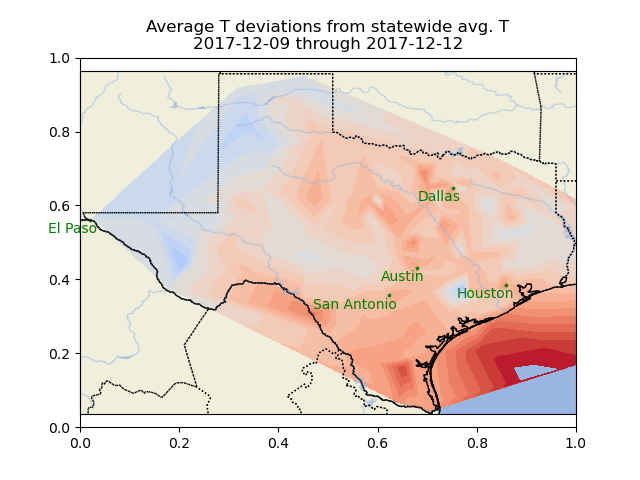 Average T deviations from statewide avg. T
2017-12-09 through 2017-12-12
1.0
0.8
0.6
0.4
0.2
0.0
Dallas
El Paso
Austin
Houston
San Antonio
0.0 0.2 0.4 0.6 0.8 1.0